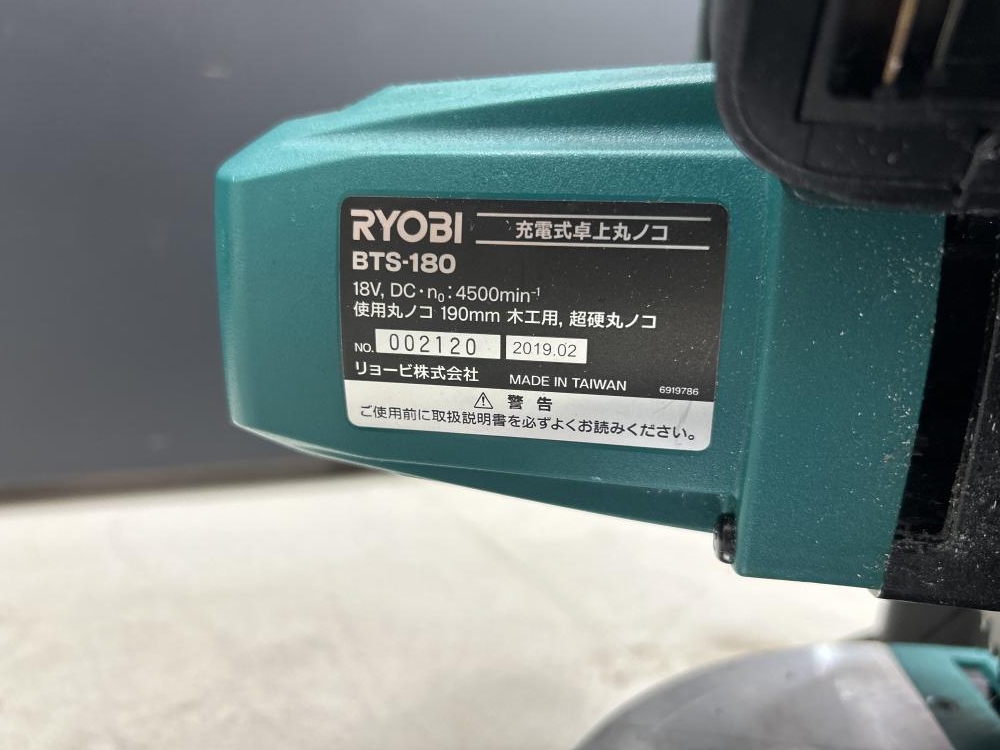 RYOBI 充電式卓上丸ノコ
BTS-180
18V, DC・n₀:4500min⁻¹
使用丸ノコ 190mm 木工用, 超硬丸ノコ
NO. 002120 2019.02
リョービ株式会社 MADE IN TAIWAN 6919786
⚠ 警告
ご使用前に取扱説明書を必ずよくお読みください。